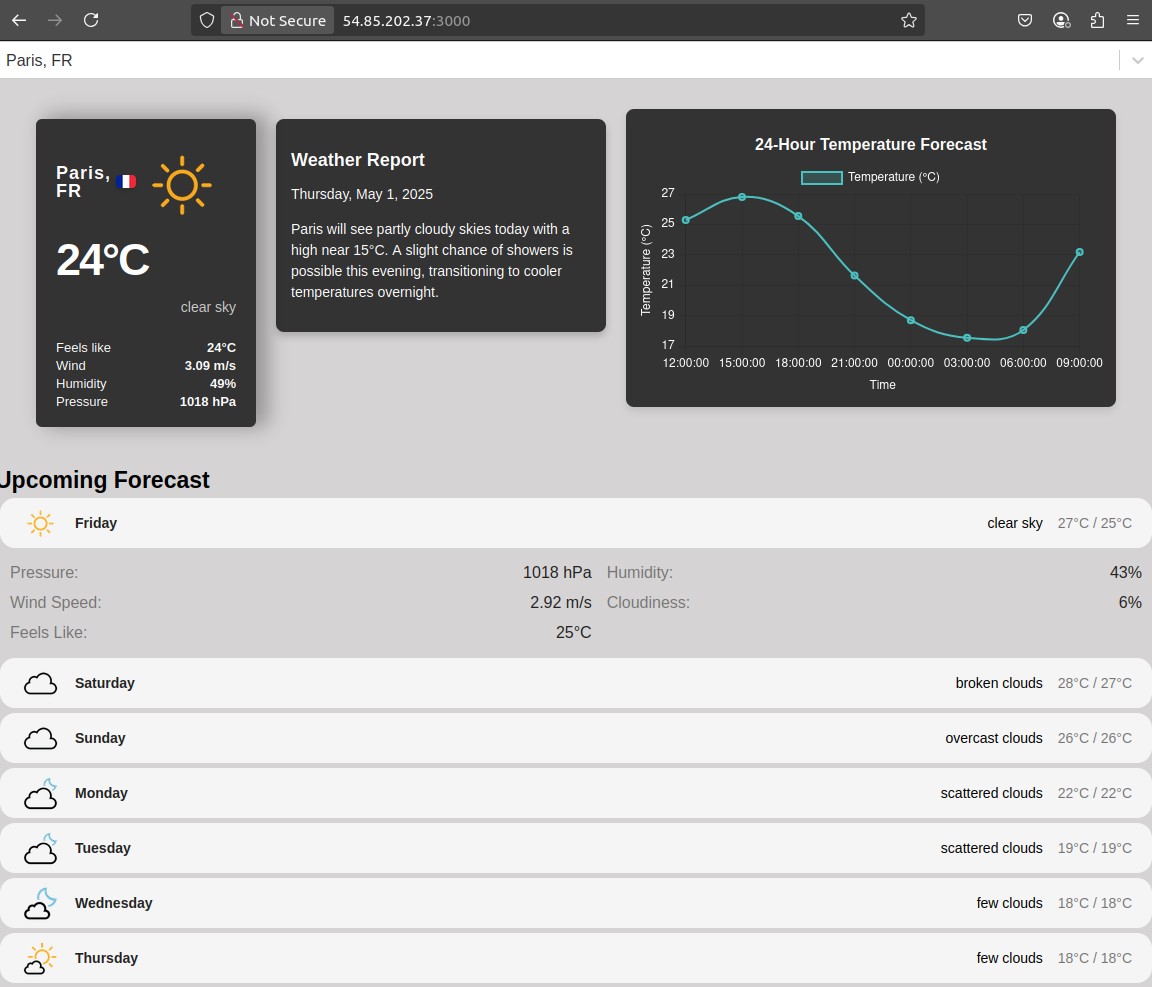 Not Secure 54.85.202.37:3000
Paris, FR
Paris,
FR
24°C
clear sky
Feels like 24°C
Wind 3.09 m/s
Humidity 49%
Pressure 1018 hPa
Weather Report
Thursday, May 1, 2025
Paris will see partly cloudy skies today with a
high near 15°C. A slight chance of showers is
possible this evening, transitioning to cooler
temperatures overnight.
24-Hour Temperature Forecast
Temperature (°C)
Temperature (°C)
27
25
23
21
19
17
12:00:00 15:00:00 18:00:00 21:00:00 00:00:00 03:00:00 06:00:00 09:00:00
Time
Upcoming Forecast
Friday clear sky 27°C / 25°C
Pressure: 1018 hPa Humidity: 43%
Wind Speed: 2.92 m/s Cloudiness: 6%
Feels Like: 25°C
Saturday broken clouds 28°C / 27°C
Sunday overcast clouds 26°C / 26°C
Monday scattered clouds 22°C / 22°C
Tuesday scattered clouds 19°C / 19°C
Wednesday few clouds 18°C / 18°C
Thursday few clouds 18°C / 18°C